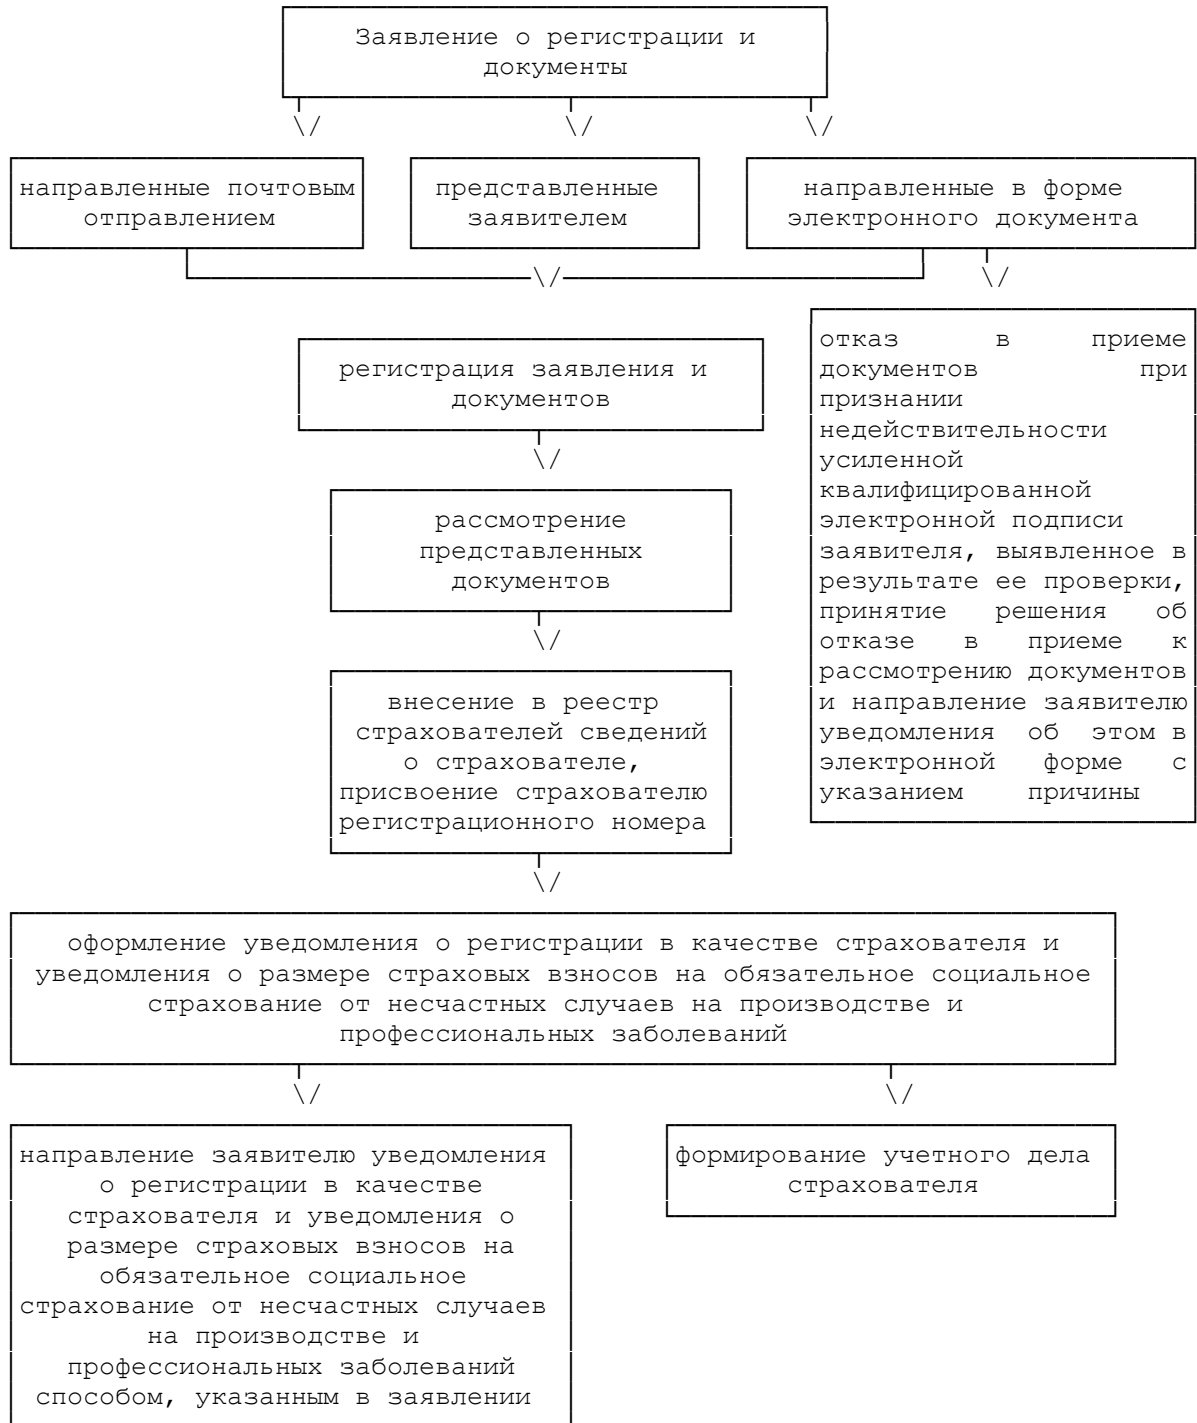 Заявление о регистрации и
документы
\/ \/ \/
направленные почтовым
отправлением
представленные
заявителем
направленные в форме
электронного документа
\/ \/
регистрация заявления и
документов
\/
рассмотрение
представленных
документов
\/
внесение в реестр
страхователей сведений
о страхователе,
присвоение страхователю
регистрационного номера
\/
отказ в приеме
документов при
признании
недействительности
усиленной
квалифицированной
электронной подписи
заявителя, выявленное в
результате ее проверки,
принятие решения об
отказе в приеме к
рассмотрению документов
и направление заявителю
уведомления об этом в
электронной форме с
указанием причины
оформление уведомления о регистрации в качестве страхователя и
уведомления о размере страховых взносов на обязательное социальное
страхование от несчастных случаев на производстве и
профессиональных заболеваний
\/ \/
направление заявителю уведомления
о регистрации в качестве
страхователя и уведомления о
размере страховых взносов на
обязательное социальное
страхование от несчастных случаев
на производстве и
профессиональных заболеваний
способом, указанным в заявлении
формирование учетного дела
страхователя